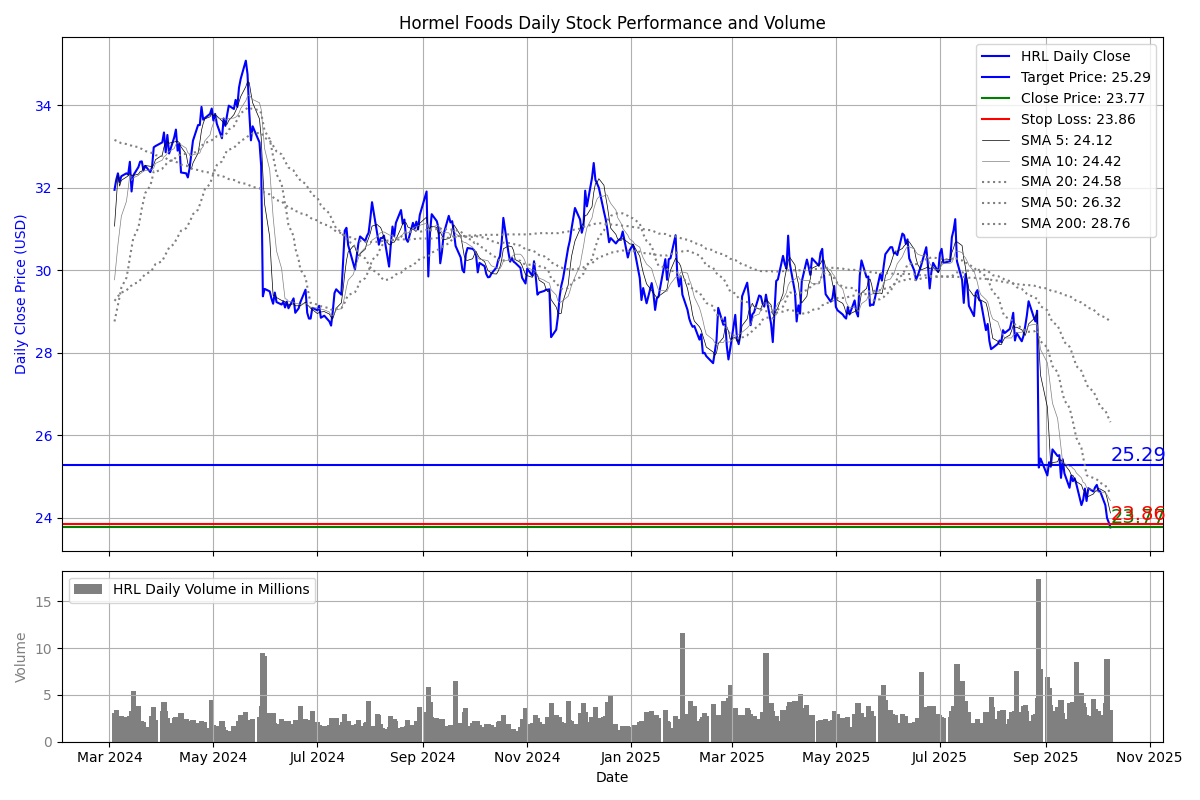 Hormel Foods Daily Stock Performance and Volume
HRL Daily Close
Target Price: 25.29
Close Price: 23.77
Stop Loss: 23.86
SMA 5: 24.12
SMA 10: 24.42
SMA 20: 24.58
SMA 50: 26.32
SMA 200: 28.76
Daily Close Price (USD)
34
32
30
28
26
24
25.29
23.86
23.77
HRL Daily Volume in Millions
Volume
15
10
5
0
Mar 2024 May 2024 Jul 2024 Sep 2024 Nov 2024 Jan 2025 Mar 2025 May 2025 Jul 2025 Sep 2025 Nov 2025
Date